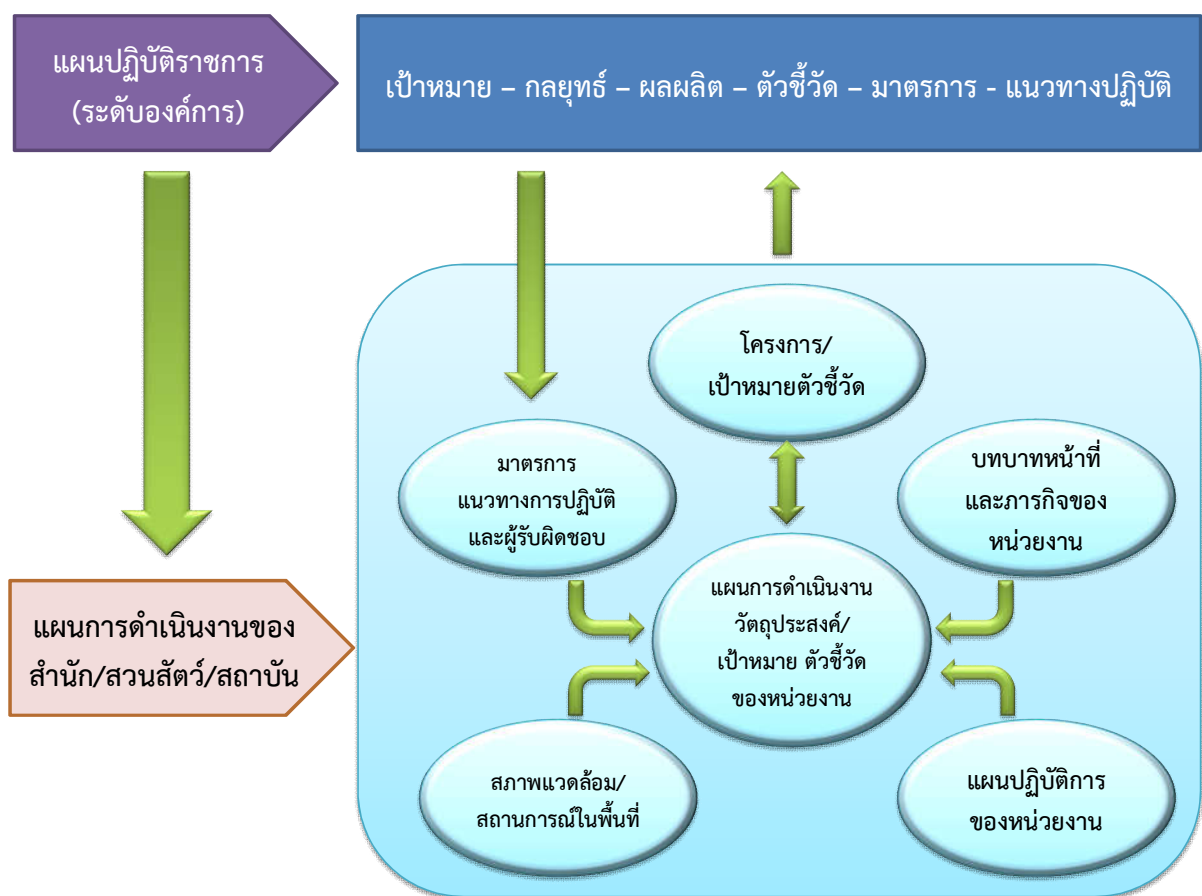 แผนปฏิบัติราชการ
(ระดับองค์การ)
เป้าหมาย – กลยุทธ์ – ผลผลิต – ตัวชี้วัด – มาตรการ - แนวทางปฏิบัติ
โครงการ/
เป้าหมายตัวชี้วัด
มาตรการ
แนวทางการปฏิบัติ
และผู้รับผิดชอบ
บทบาทหน้าที่
และภารกิจของ
หน่วยงาน
แผนการดำเนินงานของ
สำนัก/สวนสัตว์/สถาบัน
แผนการดำเนินงาน
วัตถุประสงค์/
เป้าหมาย ตัวชี้วัด
ของหน่วยงาน
สภาพแวดล้อม/
สถานการณ์ในพื้นที่
แผนปฏิบัติการ
ของหน่วยงาน